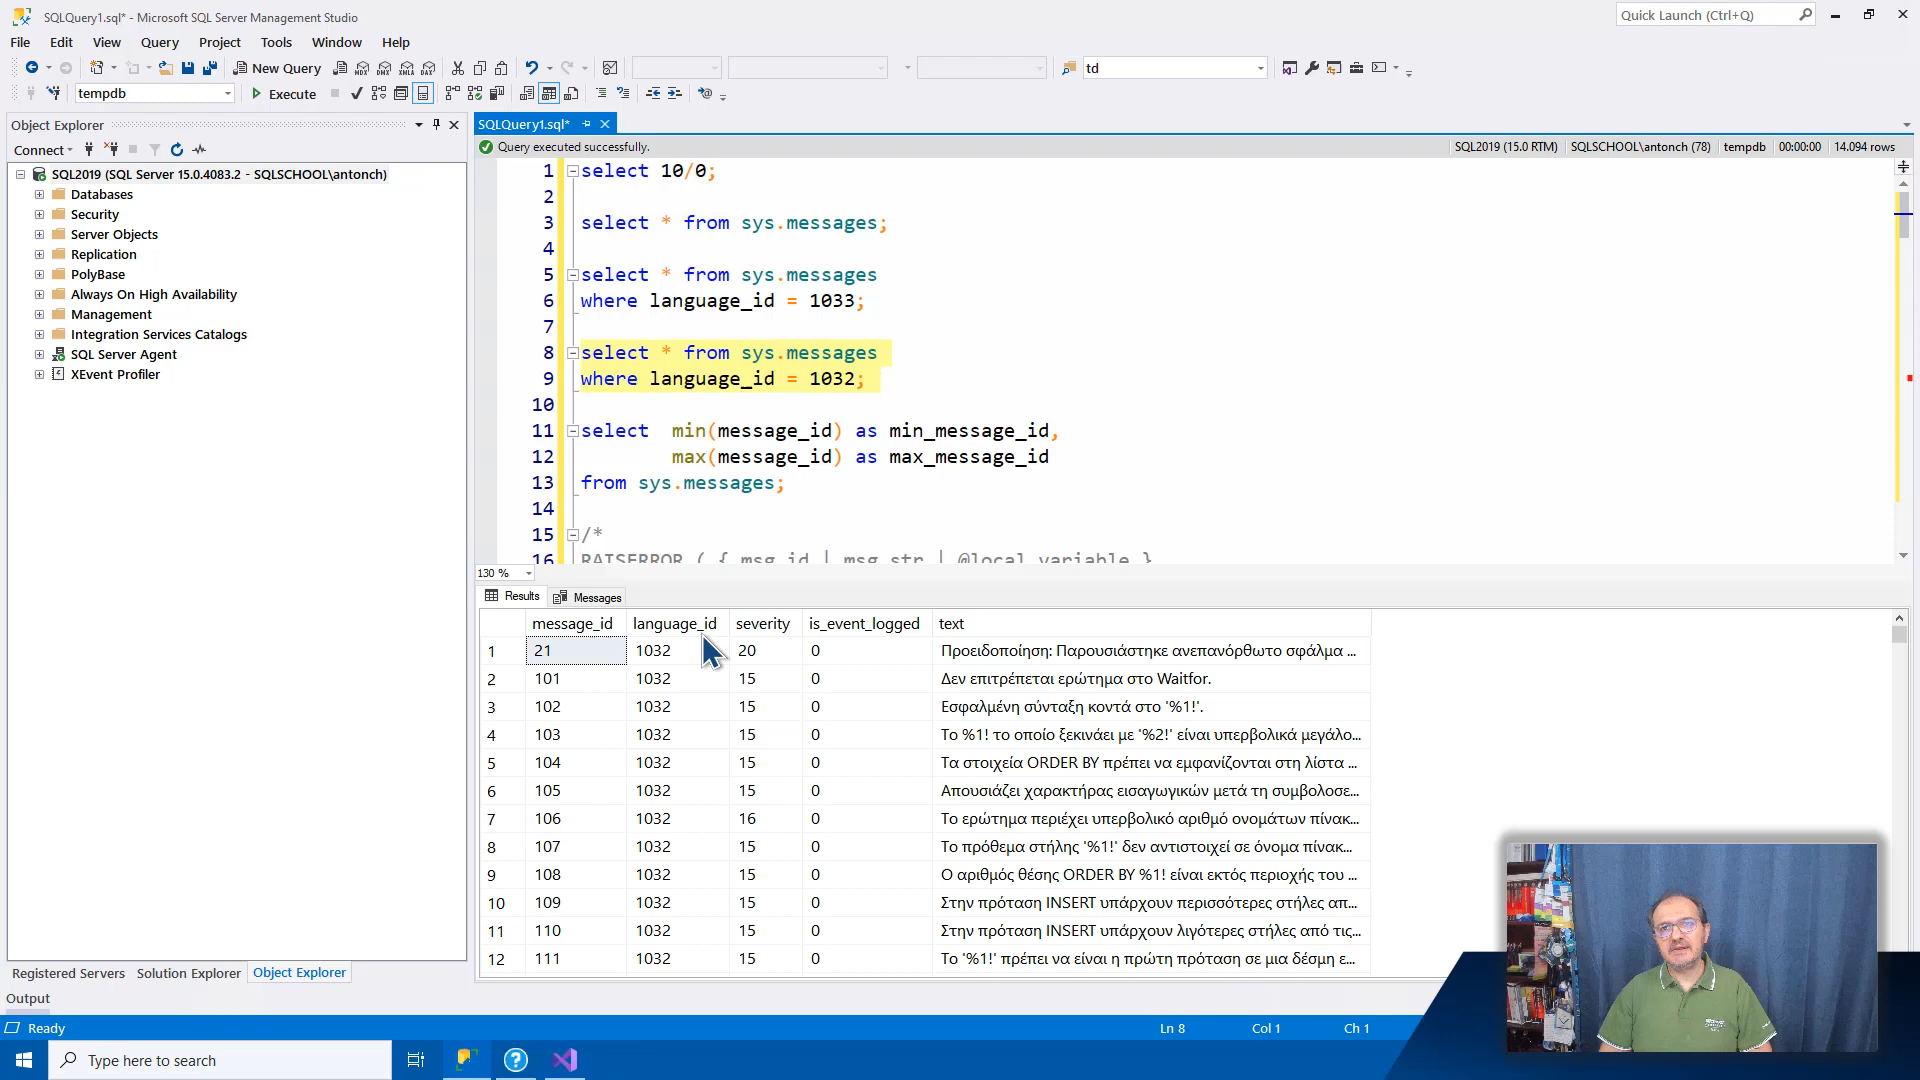 SQLQuery1.sql* - Microsoft SQL Server Management Studio
Quick Launch (Ctrl+Q)
File Edit View Query Project Tools Window Help
New Query
td
tempdb
Execute
Object Explorer
SQLQuery1.sql*
Connect
Query executed successfully.
SQL2019 (15.0 RTM) SQLSCHOOL\antonch (78) tempdb 00:00:00 14.094 rows
SQL2019 (SQL Server 15.0.4083.2 - SQLSCHOOL\antonch)
Databases
Security
Server Objects
Replication
PolyBase
Always On High Availability
Management
Integration Services Catalogs
SQL Server Agent
XEvent Profiler
1 select 10/0;
2
3 select * from sys.messages;
4
5 select * from sys.messages
6 where language_id = 1033;
7
8 select * from sys.messages
9 where language_id = 1032;
10
11 select min(message_id) as min_message_id,
12 max(message_id) as max_message_id
13 from sys.messages;
14
15 /*
16 RAISERROR ( { msg_id | msg_str | @local_variable }
130 %
Results Messages
message_id language_id severity is_event_logged text
1 21 1032 20 0 Προειδοποίηση: Παρουσιάστηκε ανεπανόρθωτο σφάλμα ...
2 101 1032 15 0 Δεν επιτρέπεται ερώτημα στο Waitfor.
3 102 1032 15 0 Εσφαλμένη σύνταξη κοντά στο '%1!'.
4 103 1032 15 0 Το %1! το οποίο ξεκινάει με '%2!' είναι υπερβολικά μεγάλο...
5 104 1032 15 0 Τα στοιχεία ORDER BY πρέπει να εμφανίζονται στη λίστα ...
6 105 1032 15 0 Απουσιάζει χαρακτήρας εισαγωγικών μετά τη συμβολοσε...
7 106 1032 16 0 Το ερώτημα περιέχει υπερβολικό αριθμό ονομάτων πίνακ...
8 107 1032 15 0 Το πρόθεμα στήλης '%1!' δεν αντιστοιχεί σε όνομα πίνακ...
9 108 1032 15 0 Ο αριθμός θέσης ORDER BY %1! είναι εκτός περιοχής του ...
10 109 1032 15 0 Στην πρόταση INSERT υπάρχουν περισσότερες στήλες απ...
11 110 1032 15 0 Στην πρόταση INSERT υπάρχουν λιγότερες στήλες από τις...
12 111 1032 15 0 Το '%1!' πρέπει να είναι η πρώτη πρόταση σε μια δέσμη ε...
Registered Servers Solution Explorer Object Explorer
Output
Ready
Ln 8 Col 1 Ch 1
Type here to search